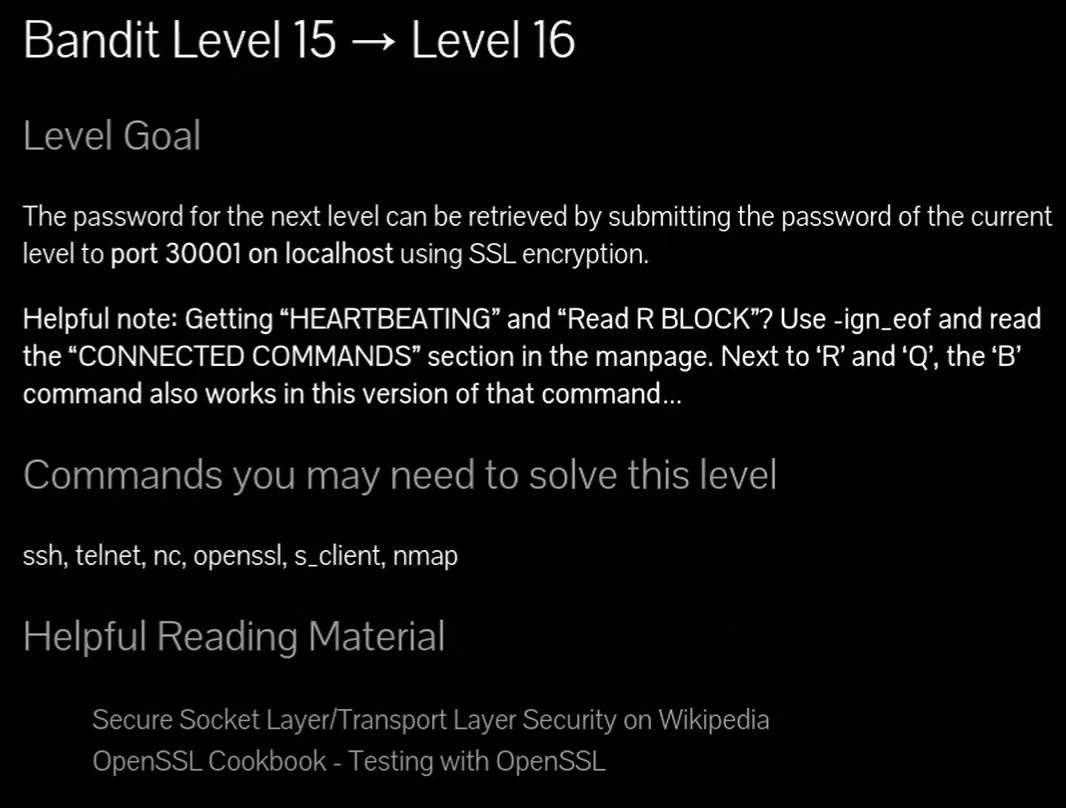 Bandit Level 15 → Level 16
Level Goal
The password for the next level can be retrieved by submitting the password of the current
level to port 30001 on localhost using SSL encryption.
Helpful note: Getting “HEARTBEATING” and “Read R BLOCK”? Use -ign_eof and read
the “CONNECTED COMMANDS” section in the manpage. Next to ‘R’ and ‘Q’, the ‘B’
command also works in this version of that command…
Commands you may need to solve this level
ssh, telnet, nc, openssl, s_client, nmap
Helpful Reading Material
Secure Socket Layer/Transport Layer Security on Wikipedia
OpenSSL Cookbook - Testing with OpenSSL